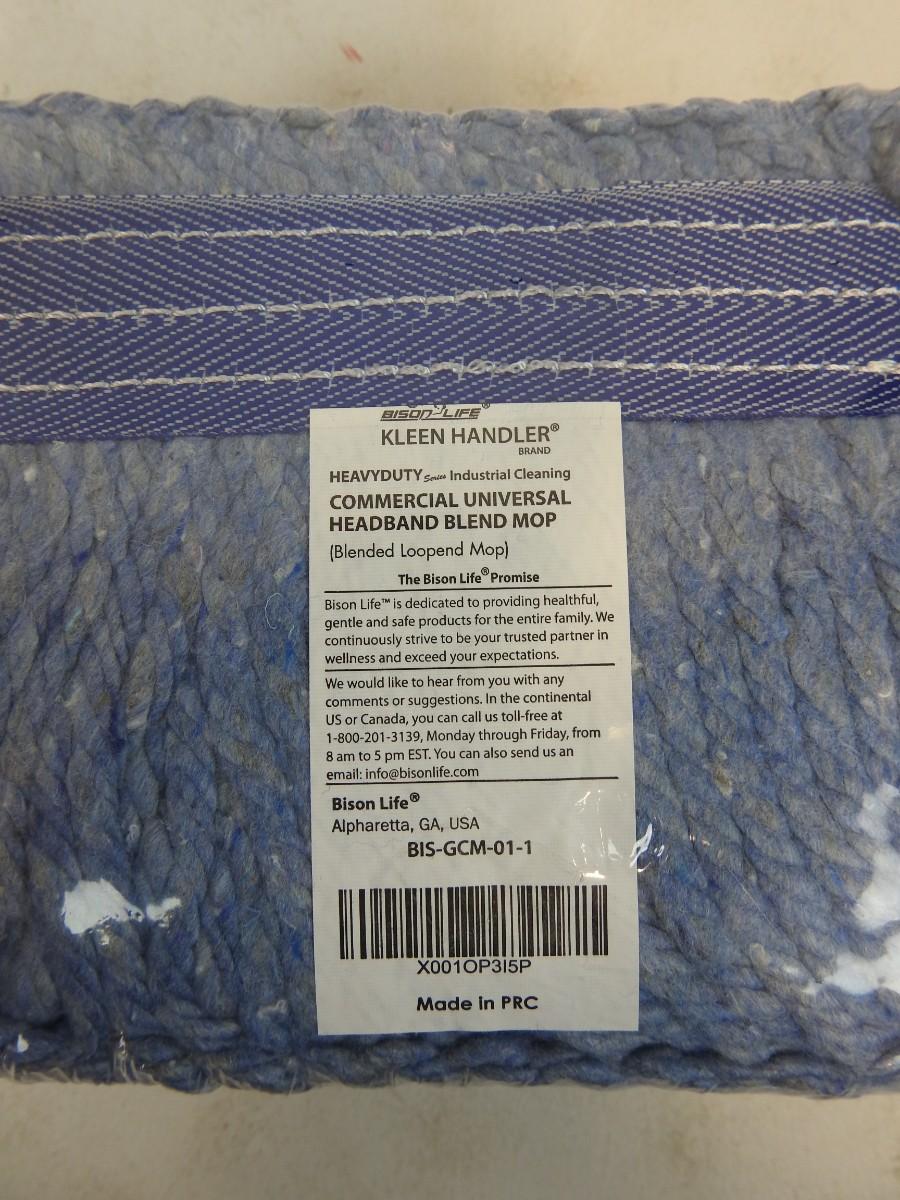 BISON LIFE®
KLEEN HANDLER®
BRAND
HEAVYDUTY Series Industrial Cleaning
COMMERCIAL UNIVERSAL
HEADBAND BLEND MOP
(Blended Loopend Mop)
The Bison Life® Promise
Bison Life™ is dedicated to providing healthful,
gentle and safe products for the entire family. We
continuously strive to be your trusted partner in
wellness and exceed your expectations.
We would like to hear from you with any
comments or suggestions. In the continental
US or Canada, you can call us toll-free at
1-800-201-3139, Monday through Friday, from
8 am to 5 pm EST. You can also send us an
email: info@bisonlife.com
Bison Life®
Alpharetta, GA, USA
BIS-GCM-01-1
X001OP3I5P
Made in PRC